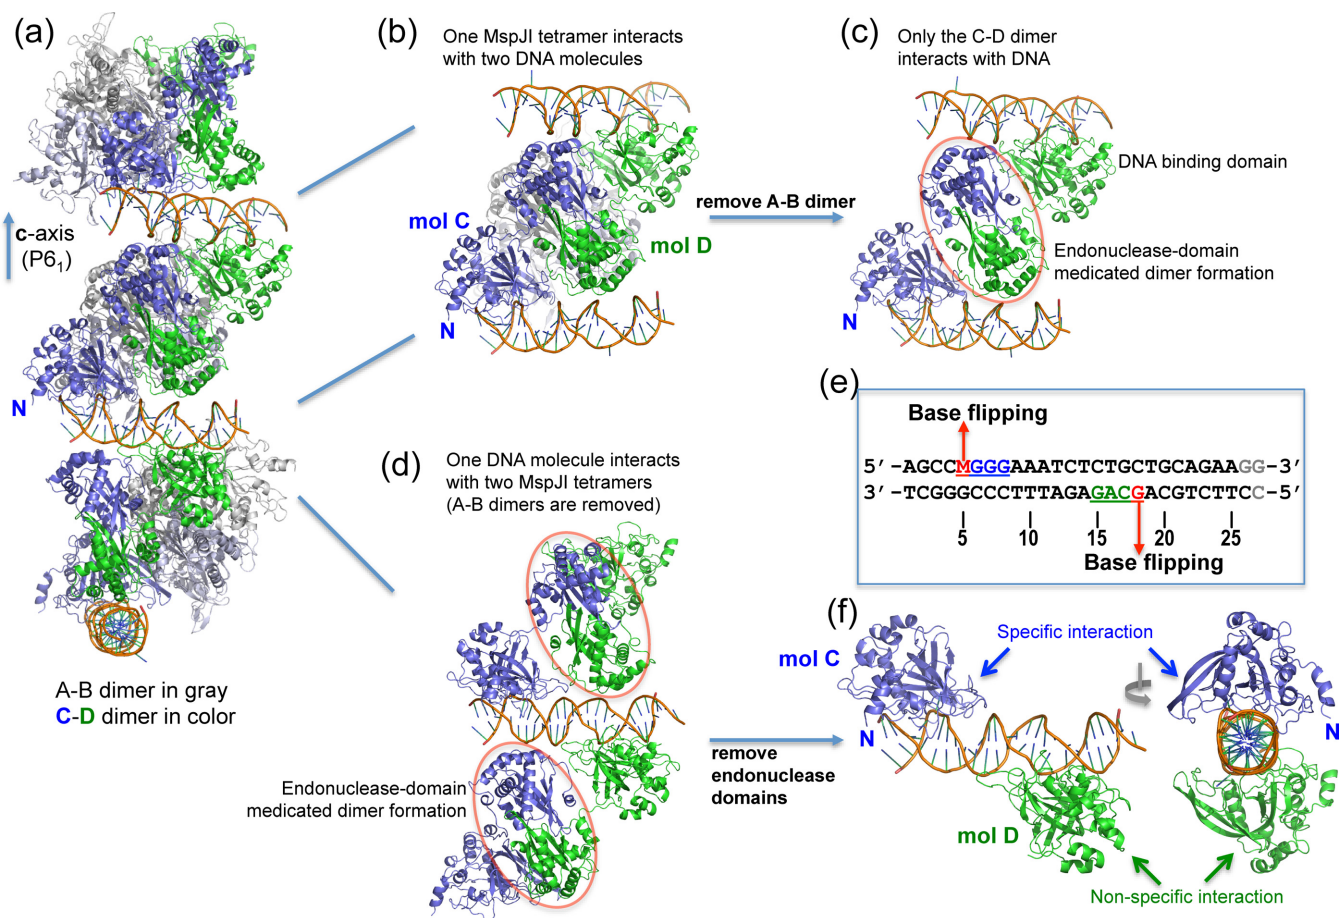 (a)
c-axis
(P6₁)
N
A-B dimer in gray
C-D dimer in color
(b)
One MspJI tetramer interacts
with two DNA molecules
mol C
mol D
N
remove A-B dimer
(c)
Only the C-D dimer
interacts with DNA
DNA binding domain
Endonuclease-domain
medicated dimer formation
N
(d)
One DNA molecule interacts
with two MspJI tetramers
(A-B dimers are removed)
Endonuclease-domain
medicated dimer formation
remove
endonuclease
domains
(e)
Base flipping
5′ -AGCCMGGGAAATCTCTGCTGCAGAAGG-3′
3′ -TCGGGCCCTTTAGAGACGACGTCTTCC-5′
5 10 15 20 25
Base flipping
(f)
Specific interaction
mol C
N
N
mol D
Non-specific interaction